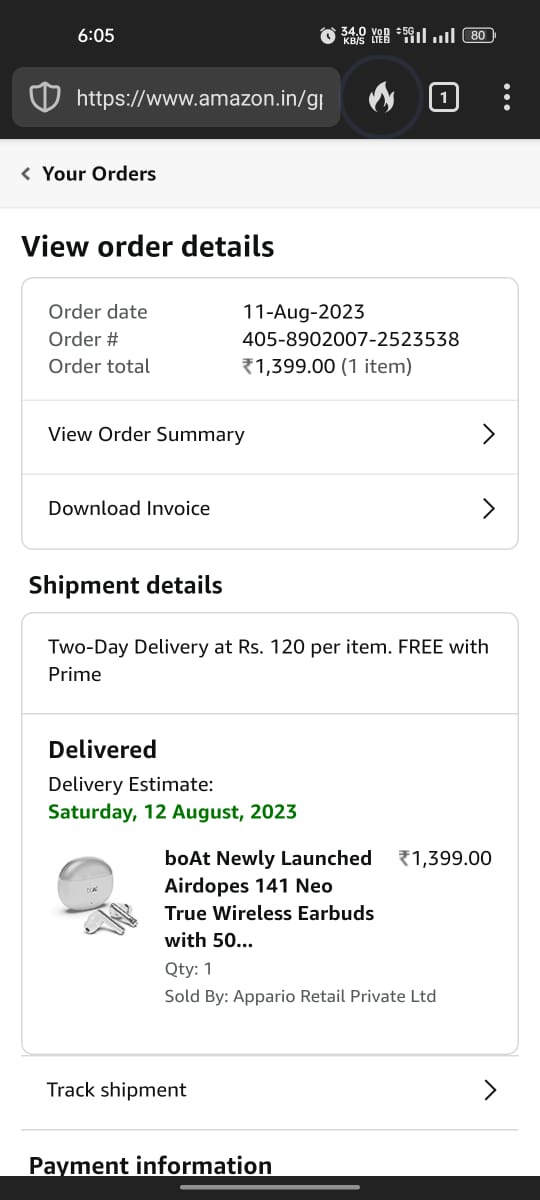 6:05
34.0 KB/S VoD LTED 5G 80
https://www.amazon.in/gp
1
Your Orders
View order details
Order date 11-Aug-2023
Order # 405-8902007-2523538
Order total ₹1,399.00 (1 item)
View Order Summary
Download Invoice
Shipment details
Two-Day Delivery at Rs. 120 per item. FREE with
Prime
Delivered
Delivery Estimate:
Saturday, 12 August, 2023
boAt Newly Launched ₹1,399.00
Airdopes 141 Neo
True Wireless Earbuds
with 50...
Qty: 1
Sold By: Appario Retail Private Ltd
Track shipment
Payment information